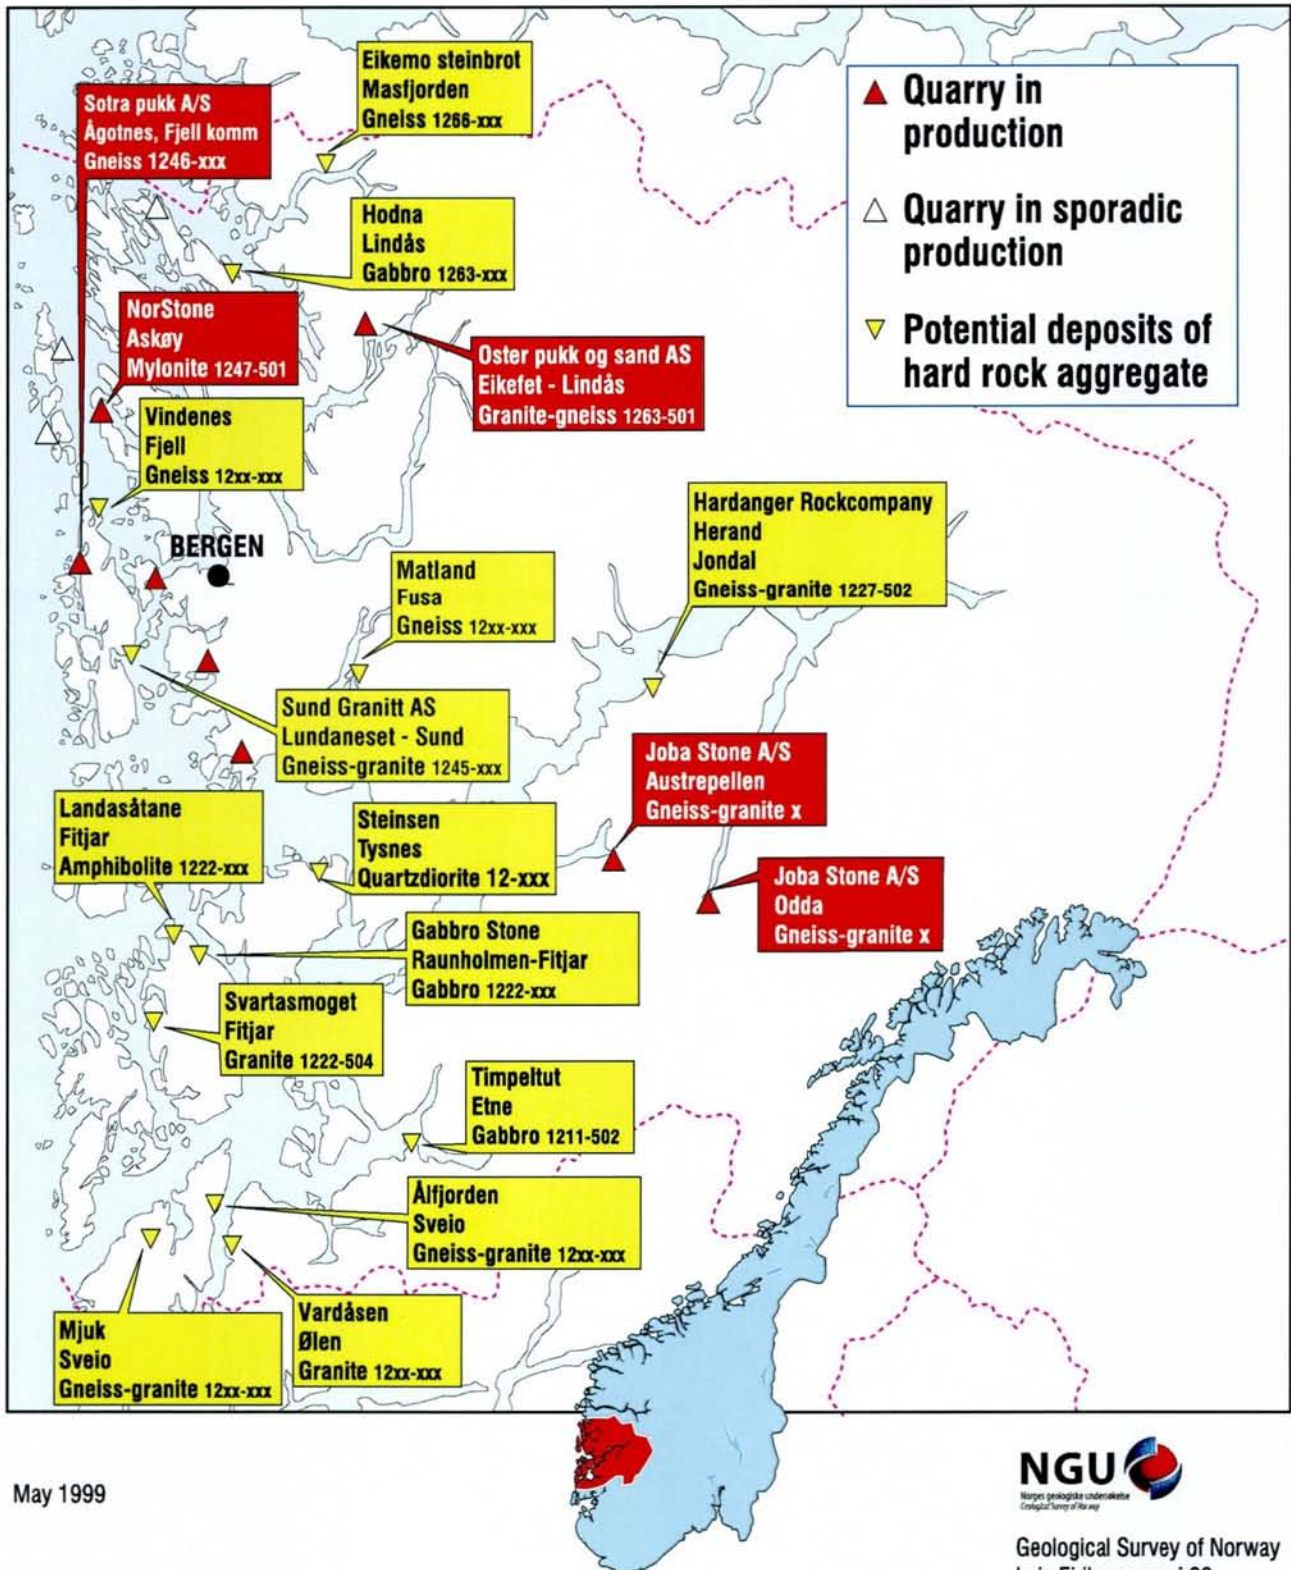 Eikemo steinbrot
Masfjorden
Gneiss 1266-xxx
Sotra pukk A/S
Ågotnes, Fjell komm
Gneiss 1246-xxx
Quarry in
production
Quarry in sporadic
production
Potential deposits of
hard rock aggregate
Hodna
Lindås
Gabbro 1263-xxx
NorStone
Askøy
Mylonite 1247-501
Oster pukk og sand AS
Eikefet - Lindås
Granite-gneiss 1263-501
Vindenes
Fjell
Gneiss 12xx-xxx
BERGEN
Hardanger Rockcompany
Herand
Jondal
Gneiss-granite 1227-502
Matland
Fusa
Gneiss 12xx-xxx
Sund Granitt AS
Lundaneset - Sund
Gneiss-granite 1245-xxx
Joba Stone A/S
Austrepellen
Gneiss-granite x
Landasåtane
Fitjar
Amphibolite 1222-xxx
Steinsen
Tysnes
Quartzdiorite 12-xxx
Joba Stone A/S
Odda
Gneiss-granite x
Gabbro Stone
Raunholmen-Fitjar
Gabbro 1222-xxx
Svartasmoget
Fitjar
Granite 1222-504
Timpeltut
Etne
Gabbro 1211-502
Ålfjorden
Sveio
Gneiss-granite 12xx-xxx
Vardåsen
Ølen
Granite 12xx-xxx
Mjuk
Sveio
Gneiss-granite 12xx-xxx
May 1999
NGU
Norges geologiske undersøkelse
Geological Survey of Norway
Geological Survey of Norway